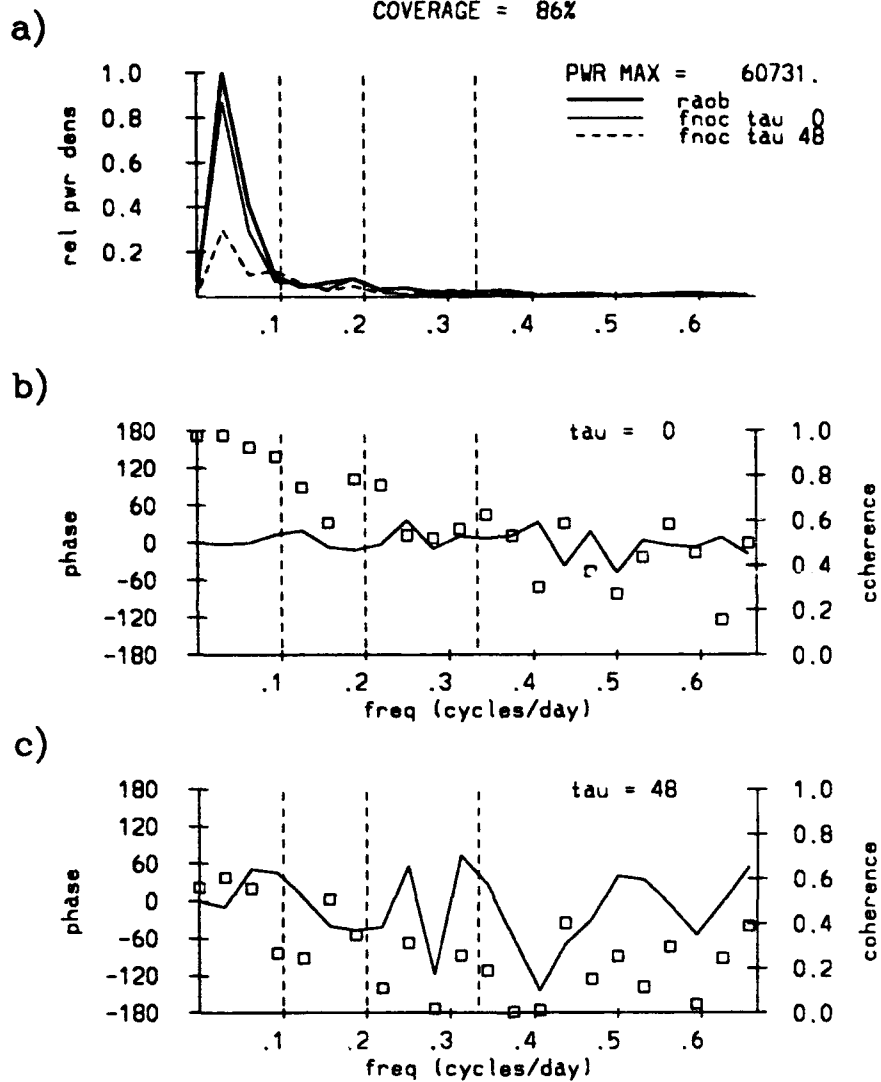 COVERAGE = 86%
a)
PWR MAX = 60731.
raob
fnoc tau 0
fnoc tau 48
rel pwr dens
1.0
0.8
0.6
0.4
0.2
.1 .2 .3 .4 .5 .6
b)
tau = 0
phase
180
120
60
0
-60
-120
-180
1.0
0.8
0.6
0.4
0.2
0.0
coherence
.1 .2 .3 .4 .5 .6
freq (cycles/day)
c)
tau = 48
phase
180
120
60
0
-60
-120
-180
1.0
0.8
0.6
0.4
0.2
0.0
coherence
.1 .2 .3 .4 .5 .6
freq (cycles/day)